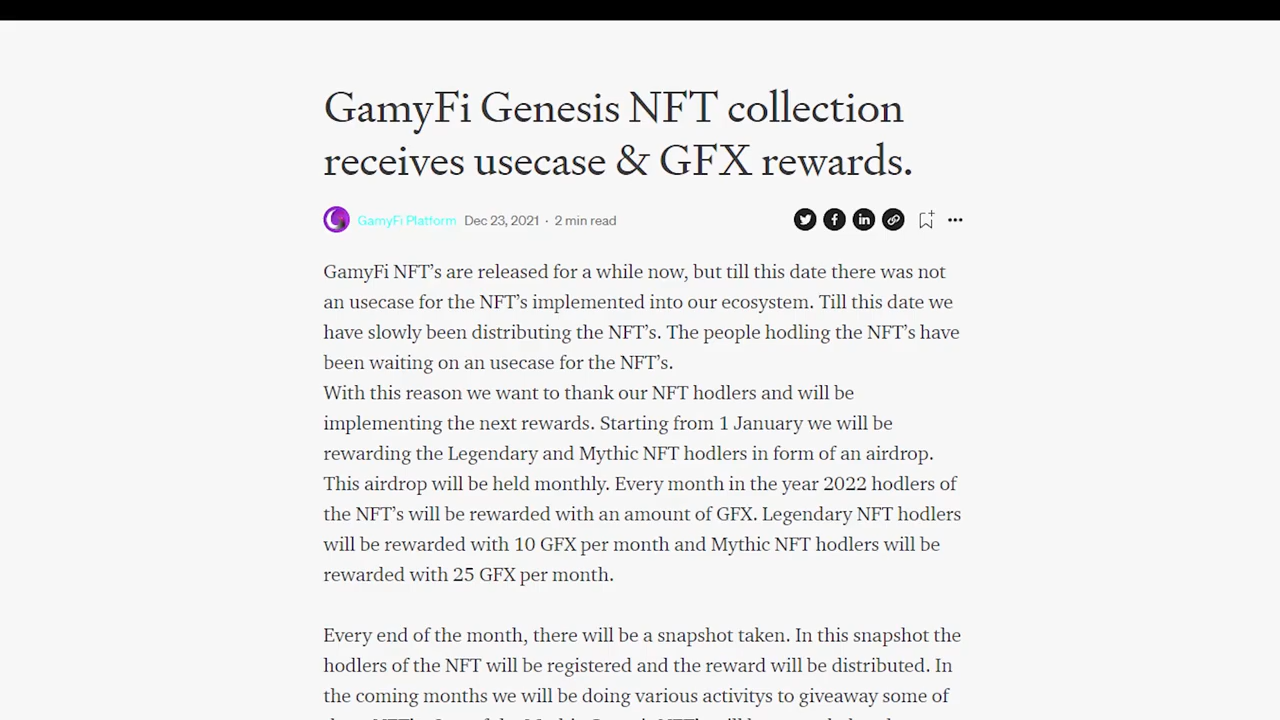 GamyFi Genesis NFT collection
receives usecase & GFX rewards.
GamyFi Platform Dec 23, 2021 · 2 min read
GamyFi NFT's are released for a while now, but till this date there was not
an usecase for the NFT's implemented into our ecosystem. Till this date we
have slowly been distributing the NFT's. The people hodling the NFT's have
been waiting on an usecase for the NFT's.
With this reason we want to thank our NFT hodlers and will be
implementing the next rewards. Starting from 1 January we will be
rewarding the Legendary and Mythic NFT hodlers in form of an airdrop.
This airdrop will be held monthly. Every month in the year 2022 hodlers of
the NFT's will be rewarded with an amount of GFX. Legendary NFT hodlers
will be rewarded with 10 GFX per month and Mythic NFT hodlers will be
rewarded with 25 GFX per month.
Every end of the month, there will be a snapshot taken. In this snapshot the
hodlers of the NFT will be registered and the reward will be distributed. In
the coming months we will be doing various activitys to giveaway some of